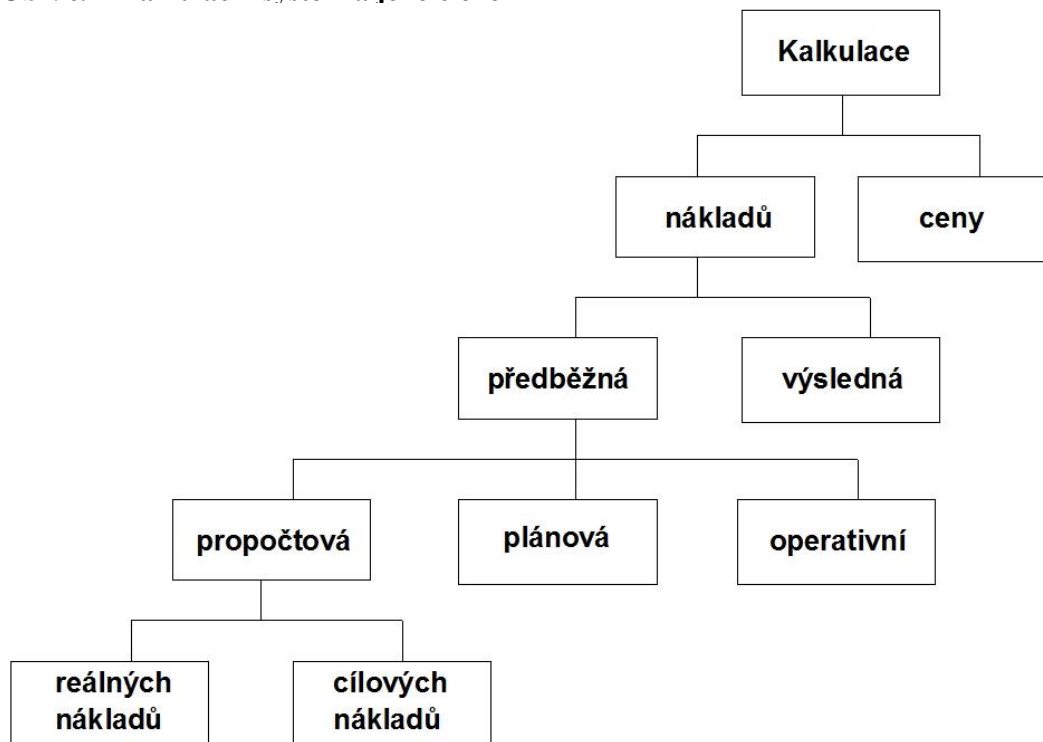 Kalkulace
nákladů
ceny
předběžná
výsledná
propočtová
plánová
operativní
reálných
nákladů
cílových
nákladů